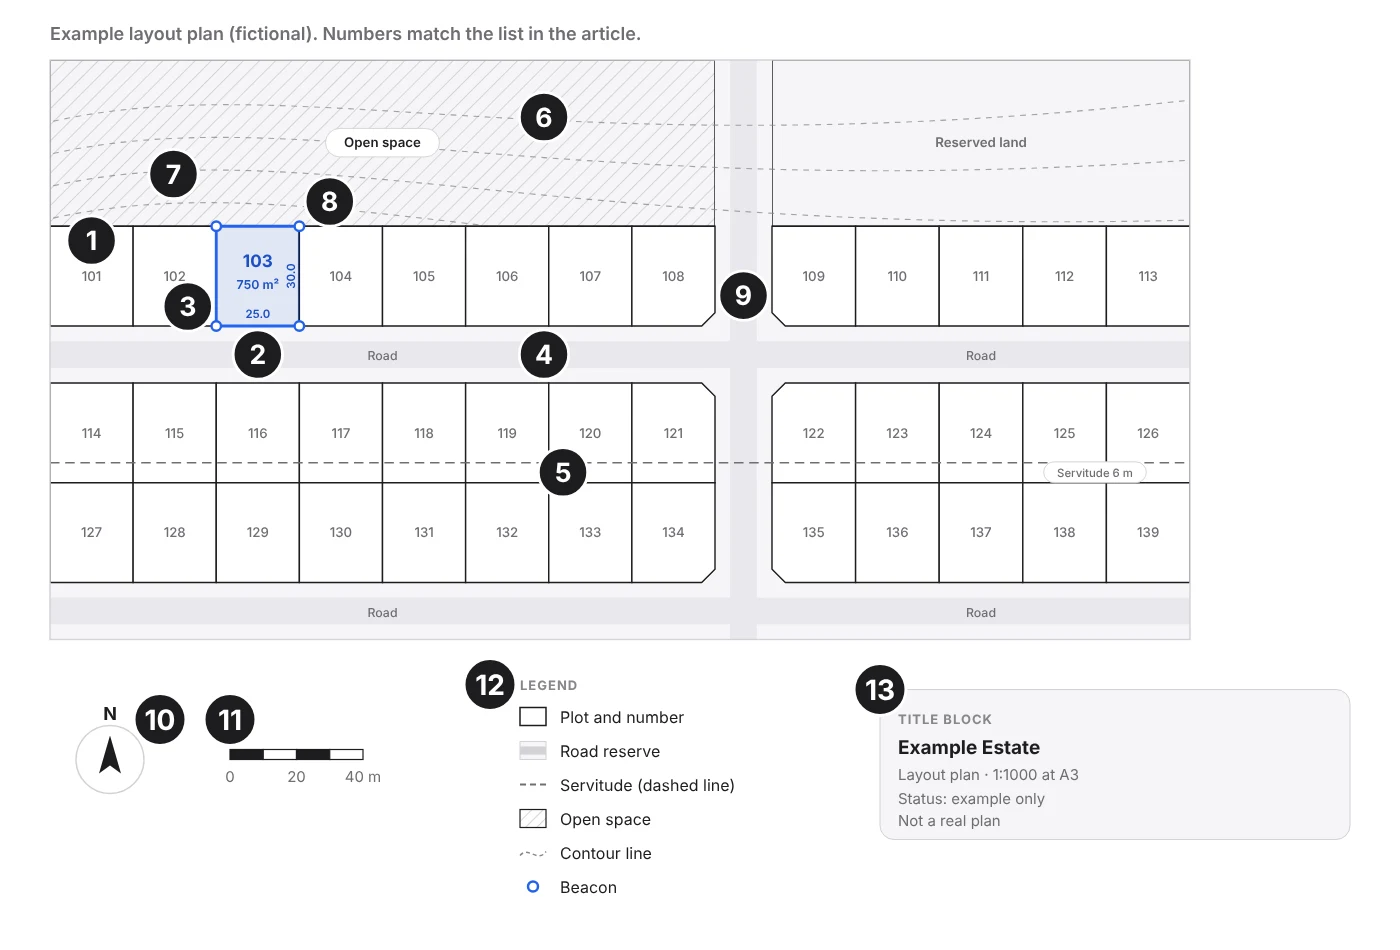 Example layout plan (fictional). Numbers match the list in the article.
6
Open space
Reserved land
7
8
1
101
102
103
750 m²
30.0
25.0
104
105
106
107
108
109
110
111
112
113
3
9
2
Road
4
Road
114
115
116
117
118
119
120
121
122
123
124
125
126
5
Servitude 6 m
127
128
129
130
131
132
133
134
135
136
137
138
139
Road
Road
N
10
11
0 20 40 m
12
LEGEND
Plot and number
Road reserve
Servitude (dashed line)
Open space
Contour line
Beacon
13
TITLE BLOCK
Example Estate
Layout plan · 1:1000 at A3
Status: example only
Not a real plan